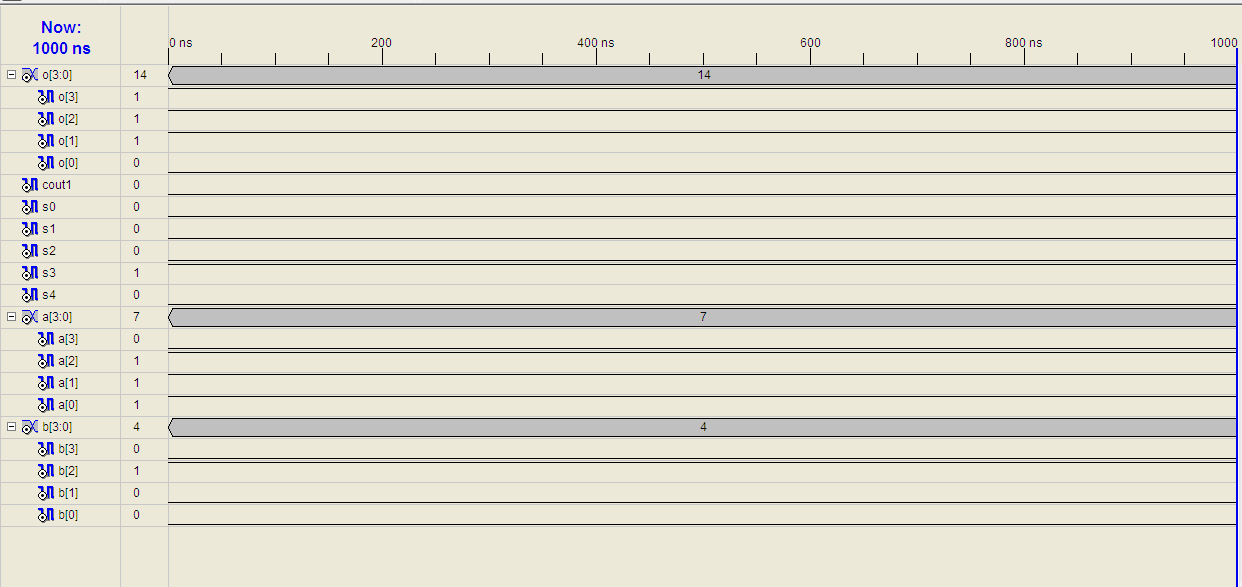 Now:
1000 ns
0 ns 200 400 ns 600 800 ns 1000
o[3:0] 14 14
o[3] 1
o[2] 1
o[1] 1
o[0] 0
cout1 0
s0 0
s1 0
s2 0
s3 1
s4 0
a[3:0] 7 7
a[3] 0
a[2] 1
a[1] 1
a[0] 1
b[3:0] 4 4
b[3] 0
b[2] 1
b[1] 0
b[0] 0